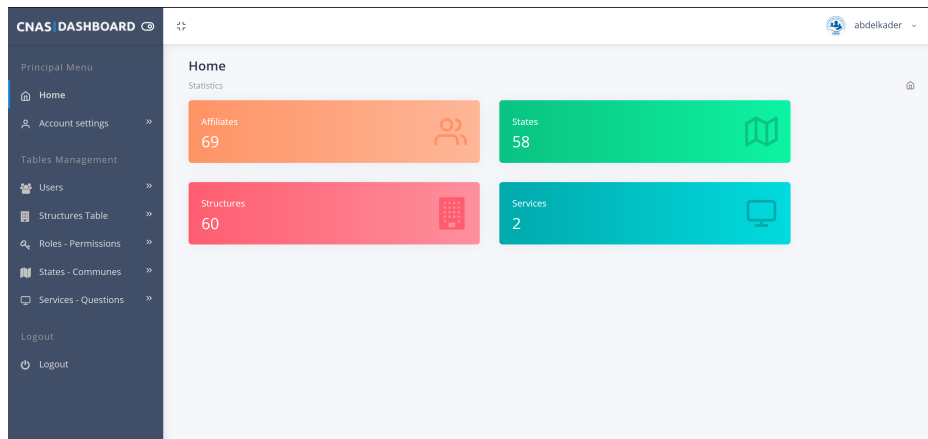 CNAS|DASHBOARD
abdelkader
Principal Menu
Home
Account settings
Tables Management
Users
Structures Table
Roles - Permissions
States - Communes
Services - Questions
Logout
Logout
Home
Statistics
Affiliates
69
States
58
Structures
60
Services
2